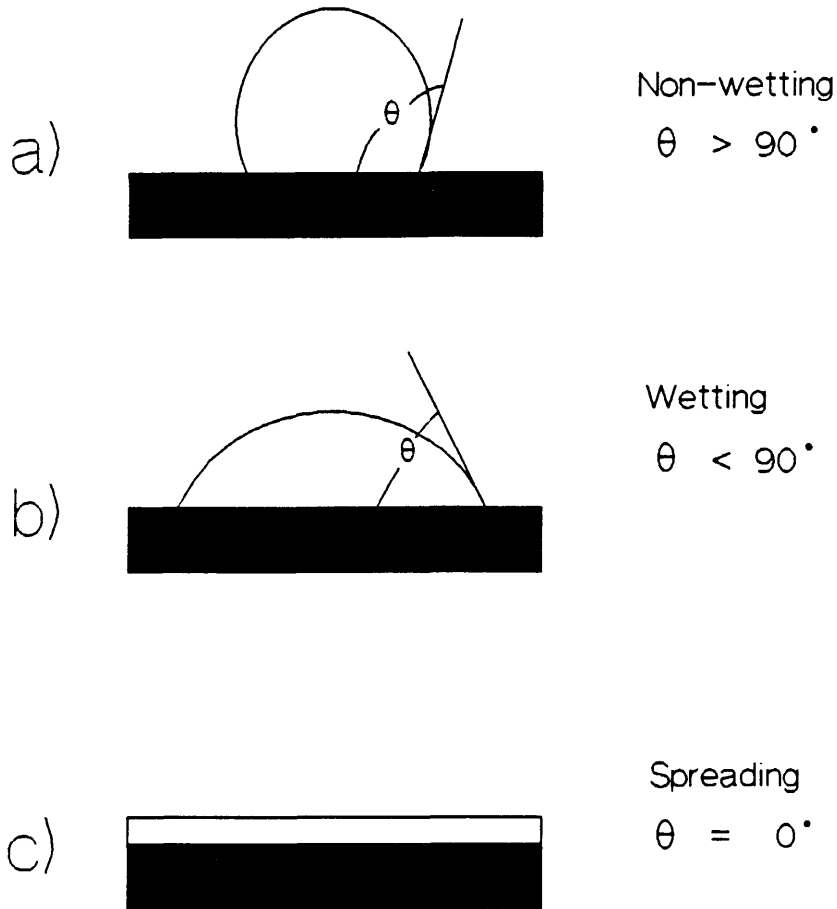 a)
θ
Non-wetting
θ > 90°
b)
θ
Wetting
θ < 90°
c)
Spreading
θ = 0°